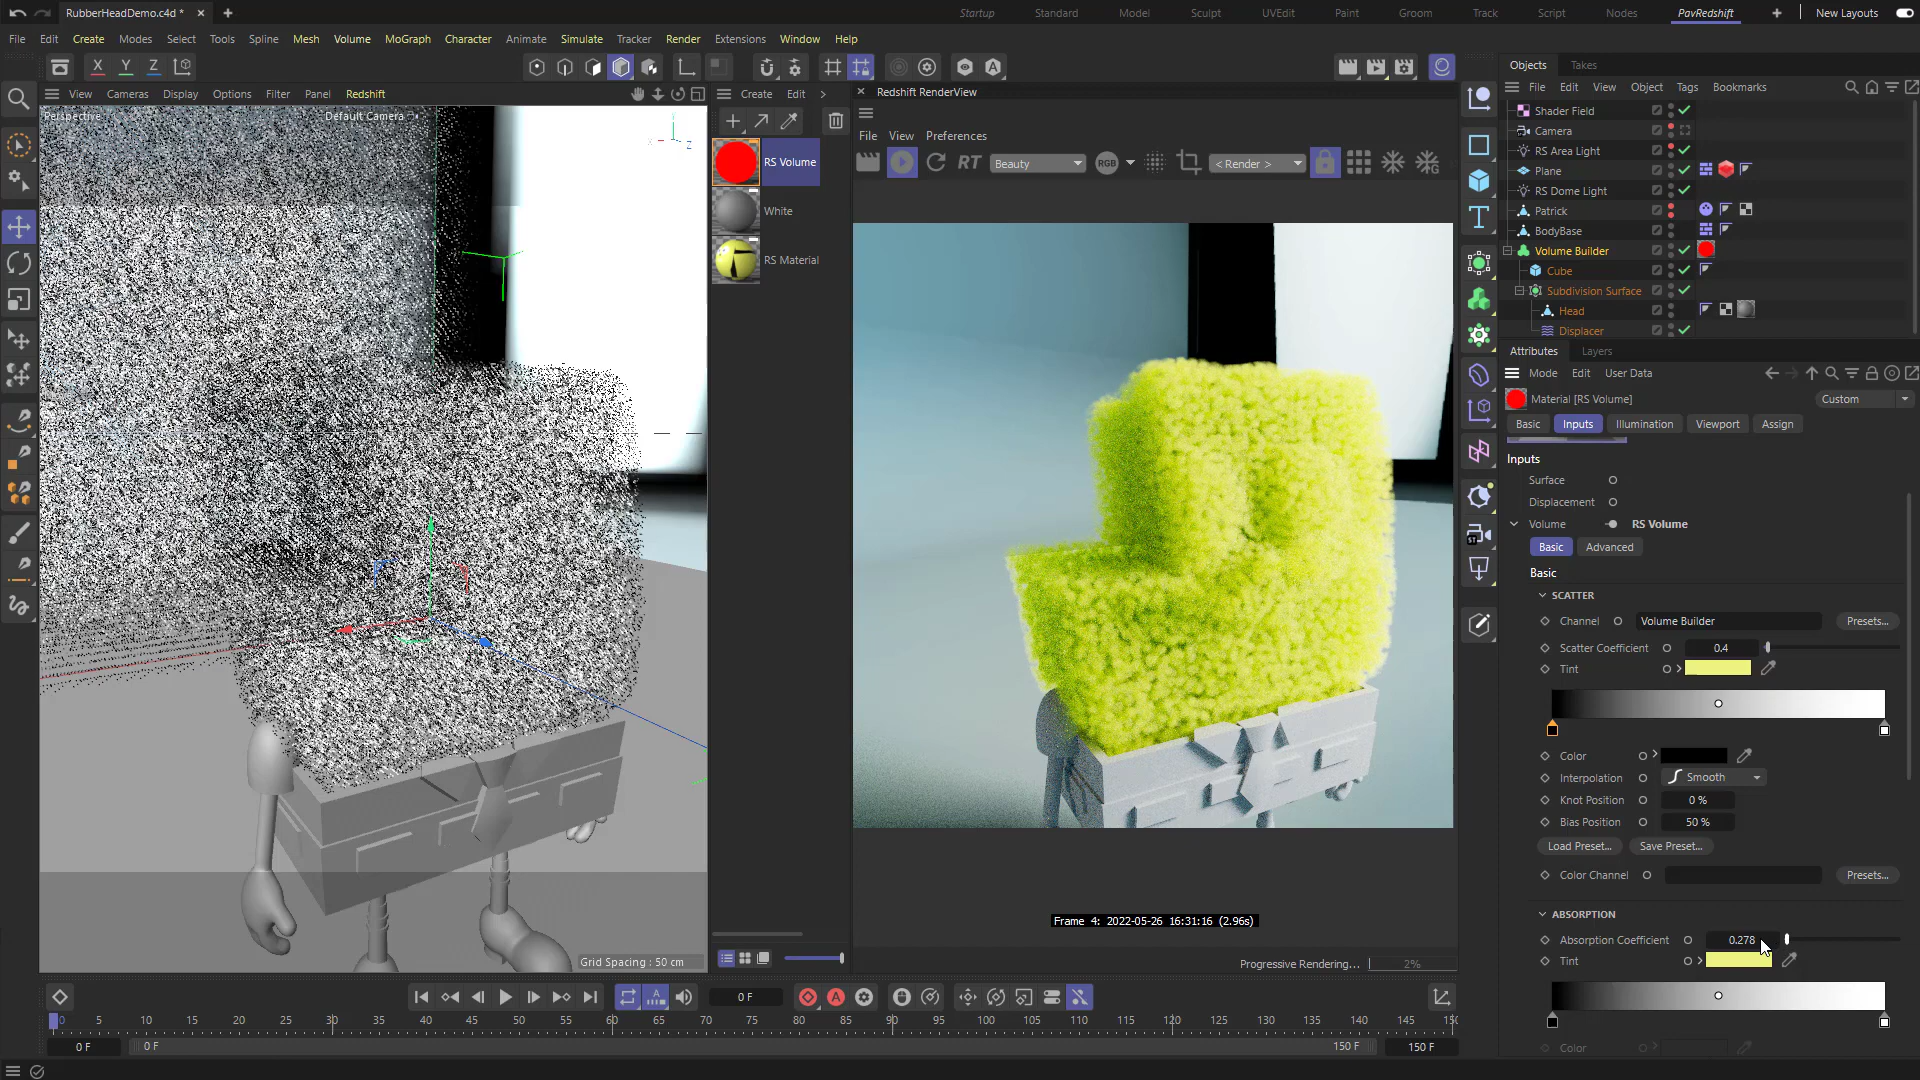 RubberHeadDemo.c4d *
Startup Standard Model Sculpt UVEdit Paint Groom Track Script Nodes PavRedshift New Layouts
File Edit Create Modes Select Tools Spline Mesh Volume MoGraph Character Animate Simulate Tracker Render Extensions Window Help
X Y Z
View Cameras Display Options Filter Panel Redshift
Perspective
Default Camera
Grid Spacing : 50 cm
Create Edit
RS Volume
White
RS Material
Redshift RenderView
File View Preferences
RT Beauty RGB < Render >
Frame 4: 2022-05-26 16:31:16 (2.96s)
Progressive Rendering... 2%
Objects Takes
File Edit View Object Tags Bookmarks
Shader Field
Camera
RS Area Light
Plane
RS Dome Light
Patrick
BodyBase
Volume Builder
Cube
Subdivision Surface
Head
Displacer
Attributes Layers
Mode Edit User Data
Material [RS Volume] Custom
Basic Inputs Illumination Viewport Assign
Inputs
Surface
Displacement
Volume RS Volume
Basic Advanced
Basic
SCATTER
Channel Volume Builder Presets...
Scatter Coefficient 0.4
Tint
Color
Interpolation Smooth
Knot Position 0 %
Bias Position 50 %
Load Preset... Save Preset...
Color Channel Presets...
ABSORPTION
Absorption Coefficient 0.278
Tint
Color
0 F
0 5 10 15 20 25 30 35 40 45 50 55 60 65 70 75 80 85 90 95 100 105 110 115 120 125 130 135 140 145 150
0 F 0 F 150 F 150 F